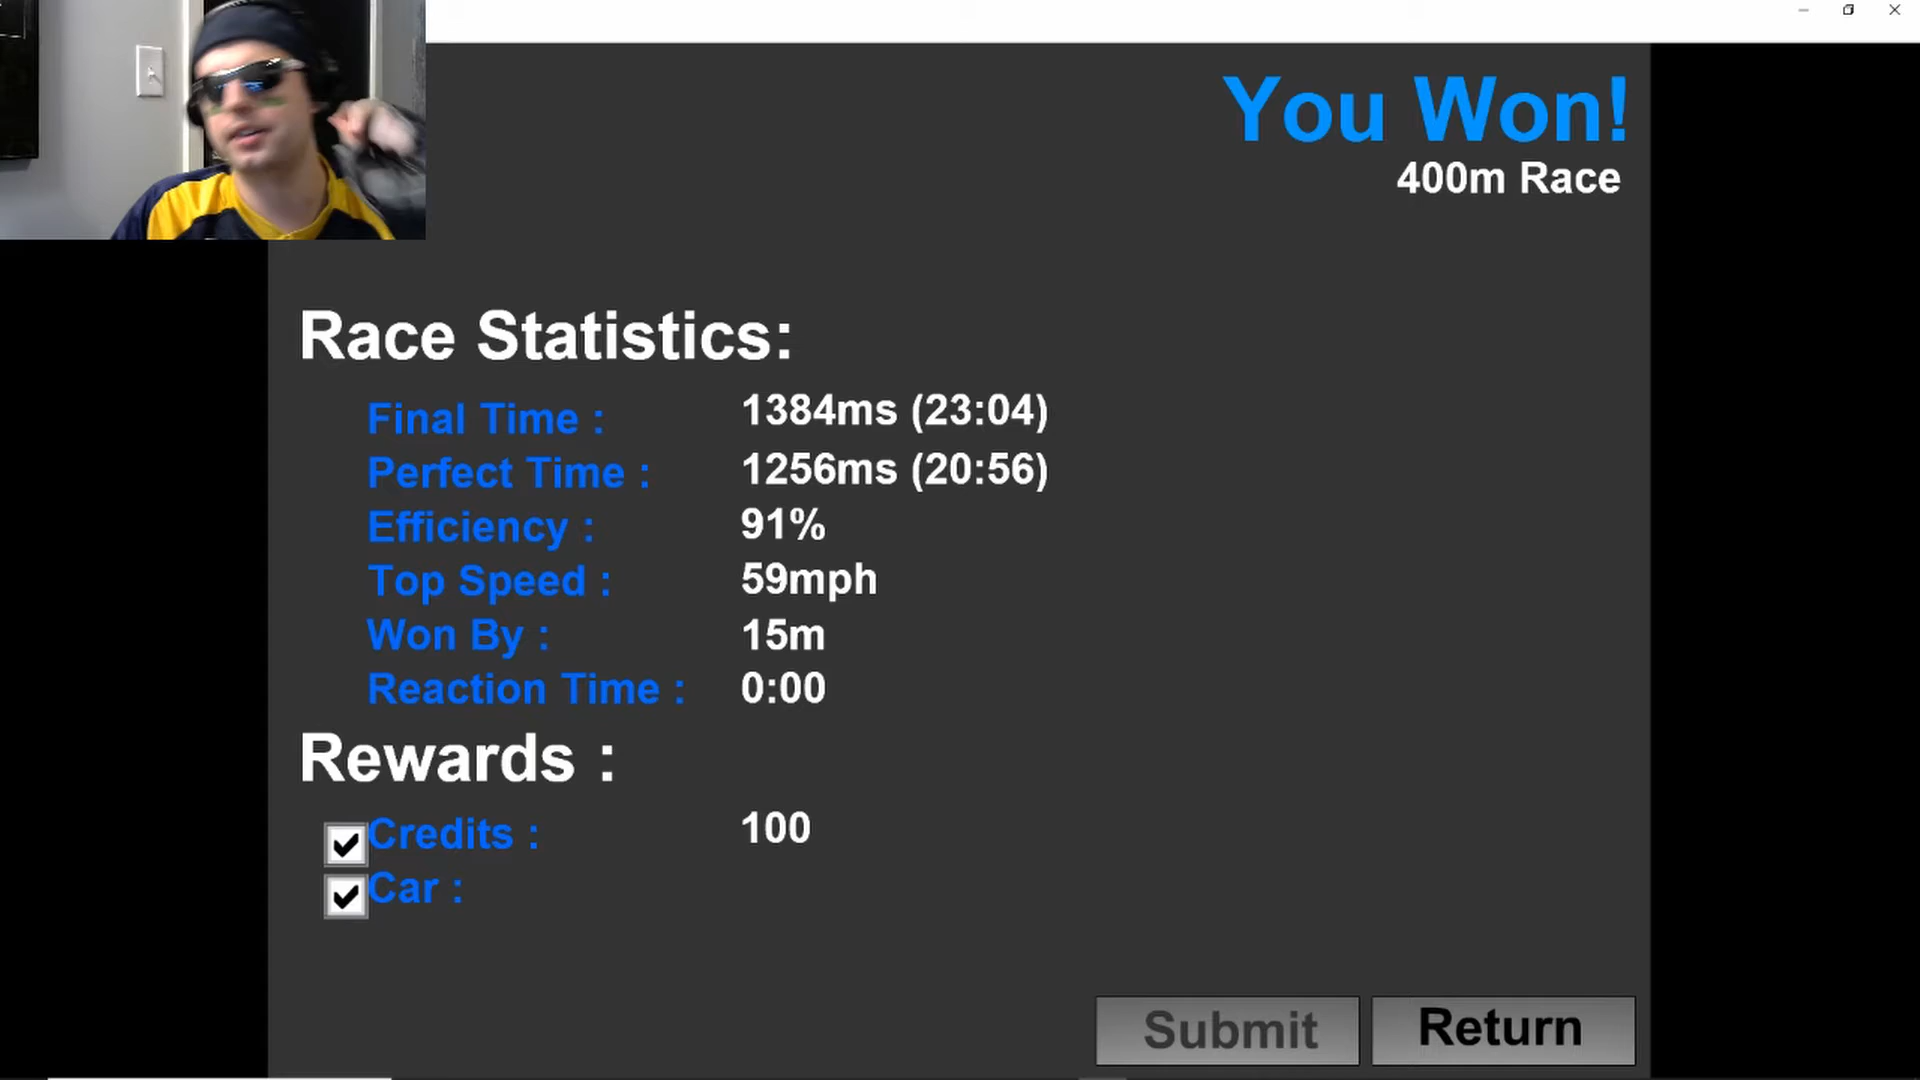 You Won!
400m Race
Race Statistics:
Final Time : 1384ms (23:04)
Perfect Time : 1256ms (20:56)
Efficiency : 91%
Top Speed : 59mph
Won By : 15m
Reaction Time : 0:00
Rewards :
Credits : 100
Car :
Submit Return